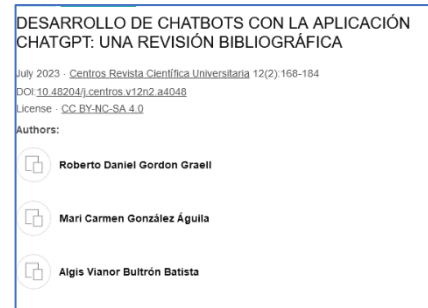 DESARROLLO DE CHATBOTS CON LA APLICACIÓN
CHATGPT: UNA REVISIÓN BIBLIOGRÁFICA
July 2023 · Centros Revista Científica Universitaria 12(2):168-184
DOI:10.48204/j.centros.v12n2.a4048
License · CC BY-NC-SA 4.0
Authors:
Roberto Daniel Gordon Graell
Mari Carmen González Águila
Algis Vianor Bultrón Batista